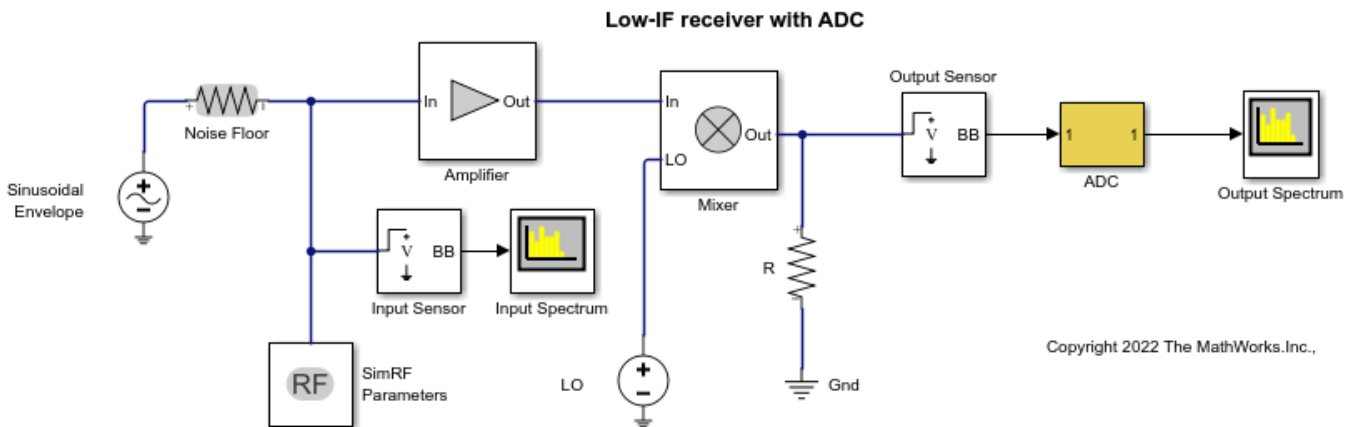 Low-IF receiver with ADC
Noise Floor
Sinusoidal
Envelope
In
Out
Amplifier
In
LO
Out
Mixer
Output Sensor
V
BB
1
1
ADC
Output Spectrum
V
BB
Input Sensor
Input Spectrum
R
RF
SimRF
Parameters
LO
Gnd
Copyright 2022 The MathWorks.Inc.,